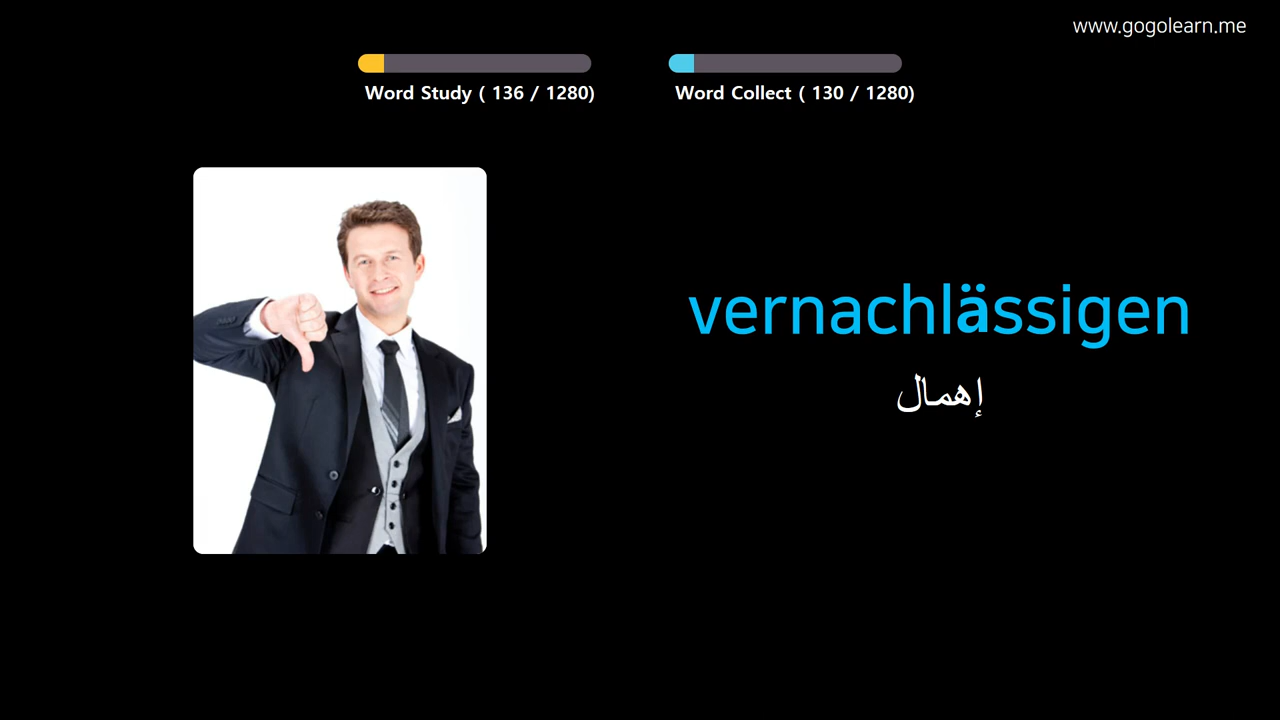 www.gogolearn.me
Word Study ( 136 / 1280)
Word Collect ( 130 / 1280)
vernachlässigen
إهمال